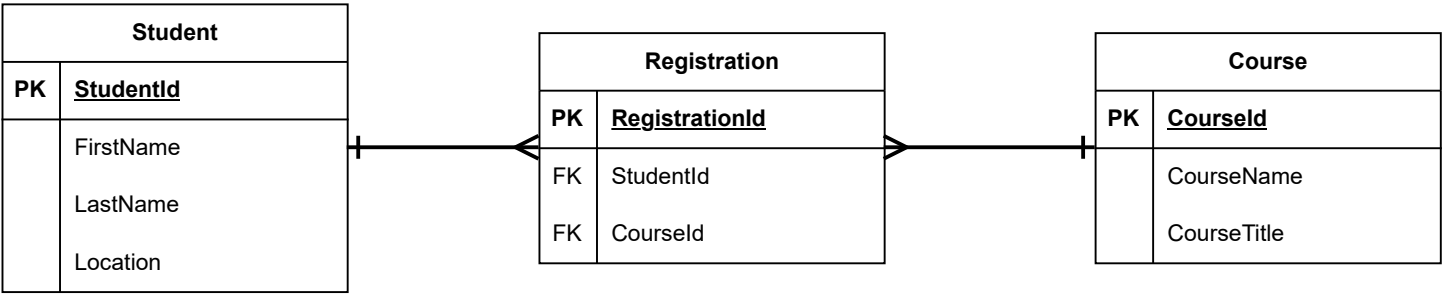 Student
PK StudentId
FirstName
LastName
Location
Registration
PK RegistrationId
FK StudentId
FK CourseId
Course
PK CourseId
CourseName
CourseTitle